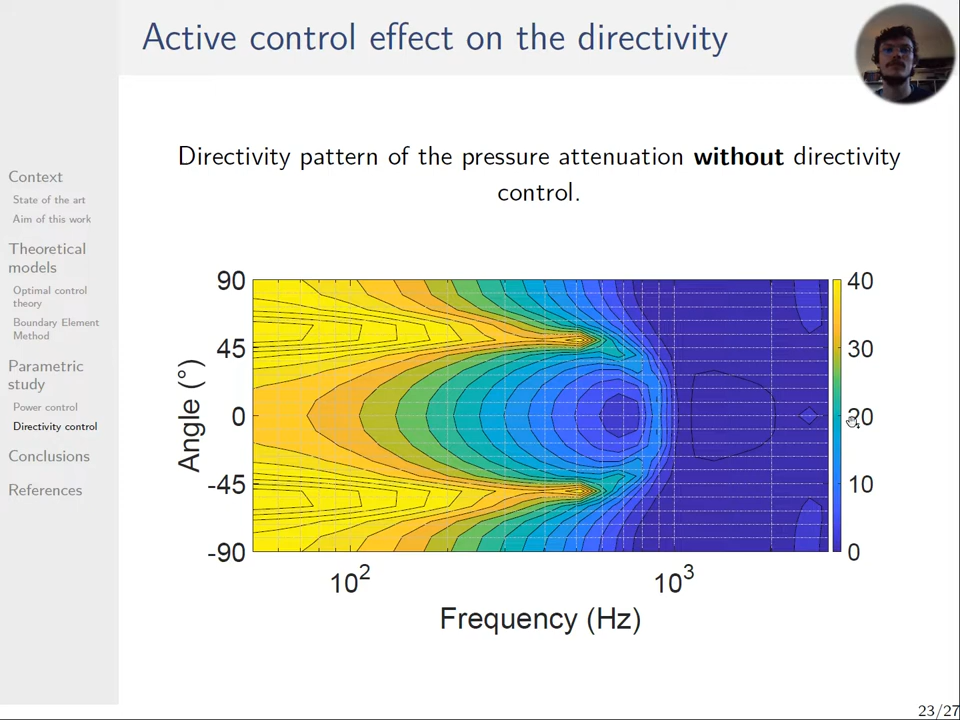 Active control effect on the directivity
Context
State of the art
Aim of this work
Theoretical
models
Optimal control
theory
Boundary Element
Method
Parametric
study
Power control
Directivity control
Conclusions
References
Directivity pattern of the pressure attenuation without directivity
control.
90
45
0
-45
-90
Angle (°)
10²
10³
Frequency (Hz)
40
30
20
10
0
23/27